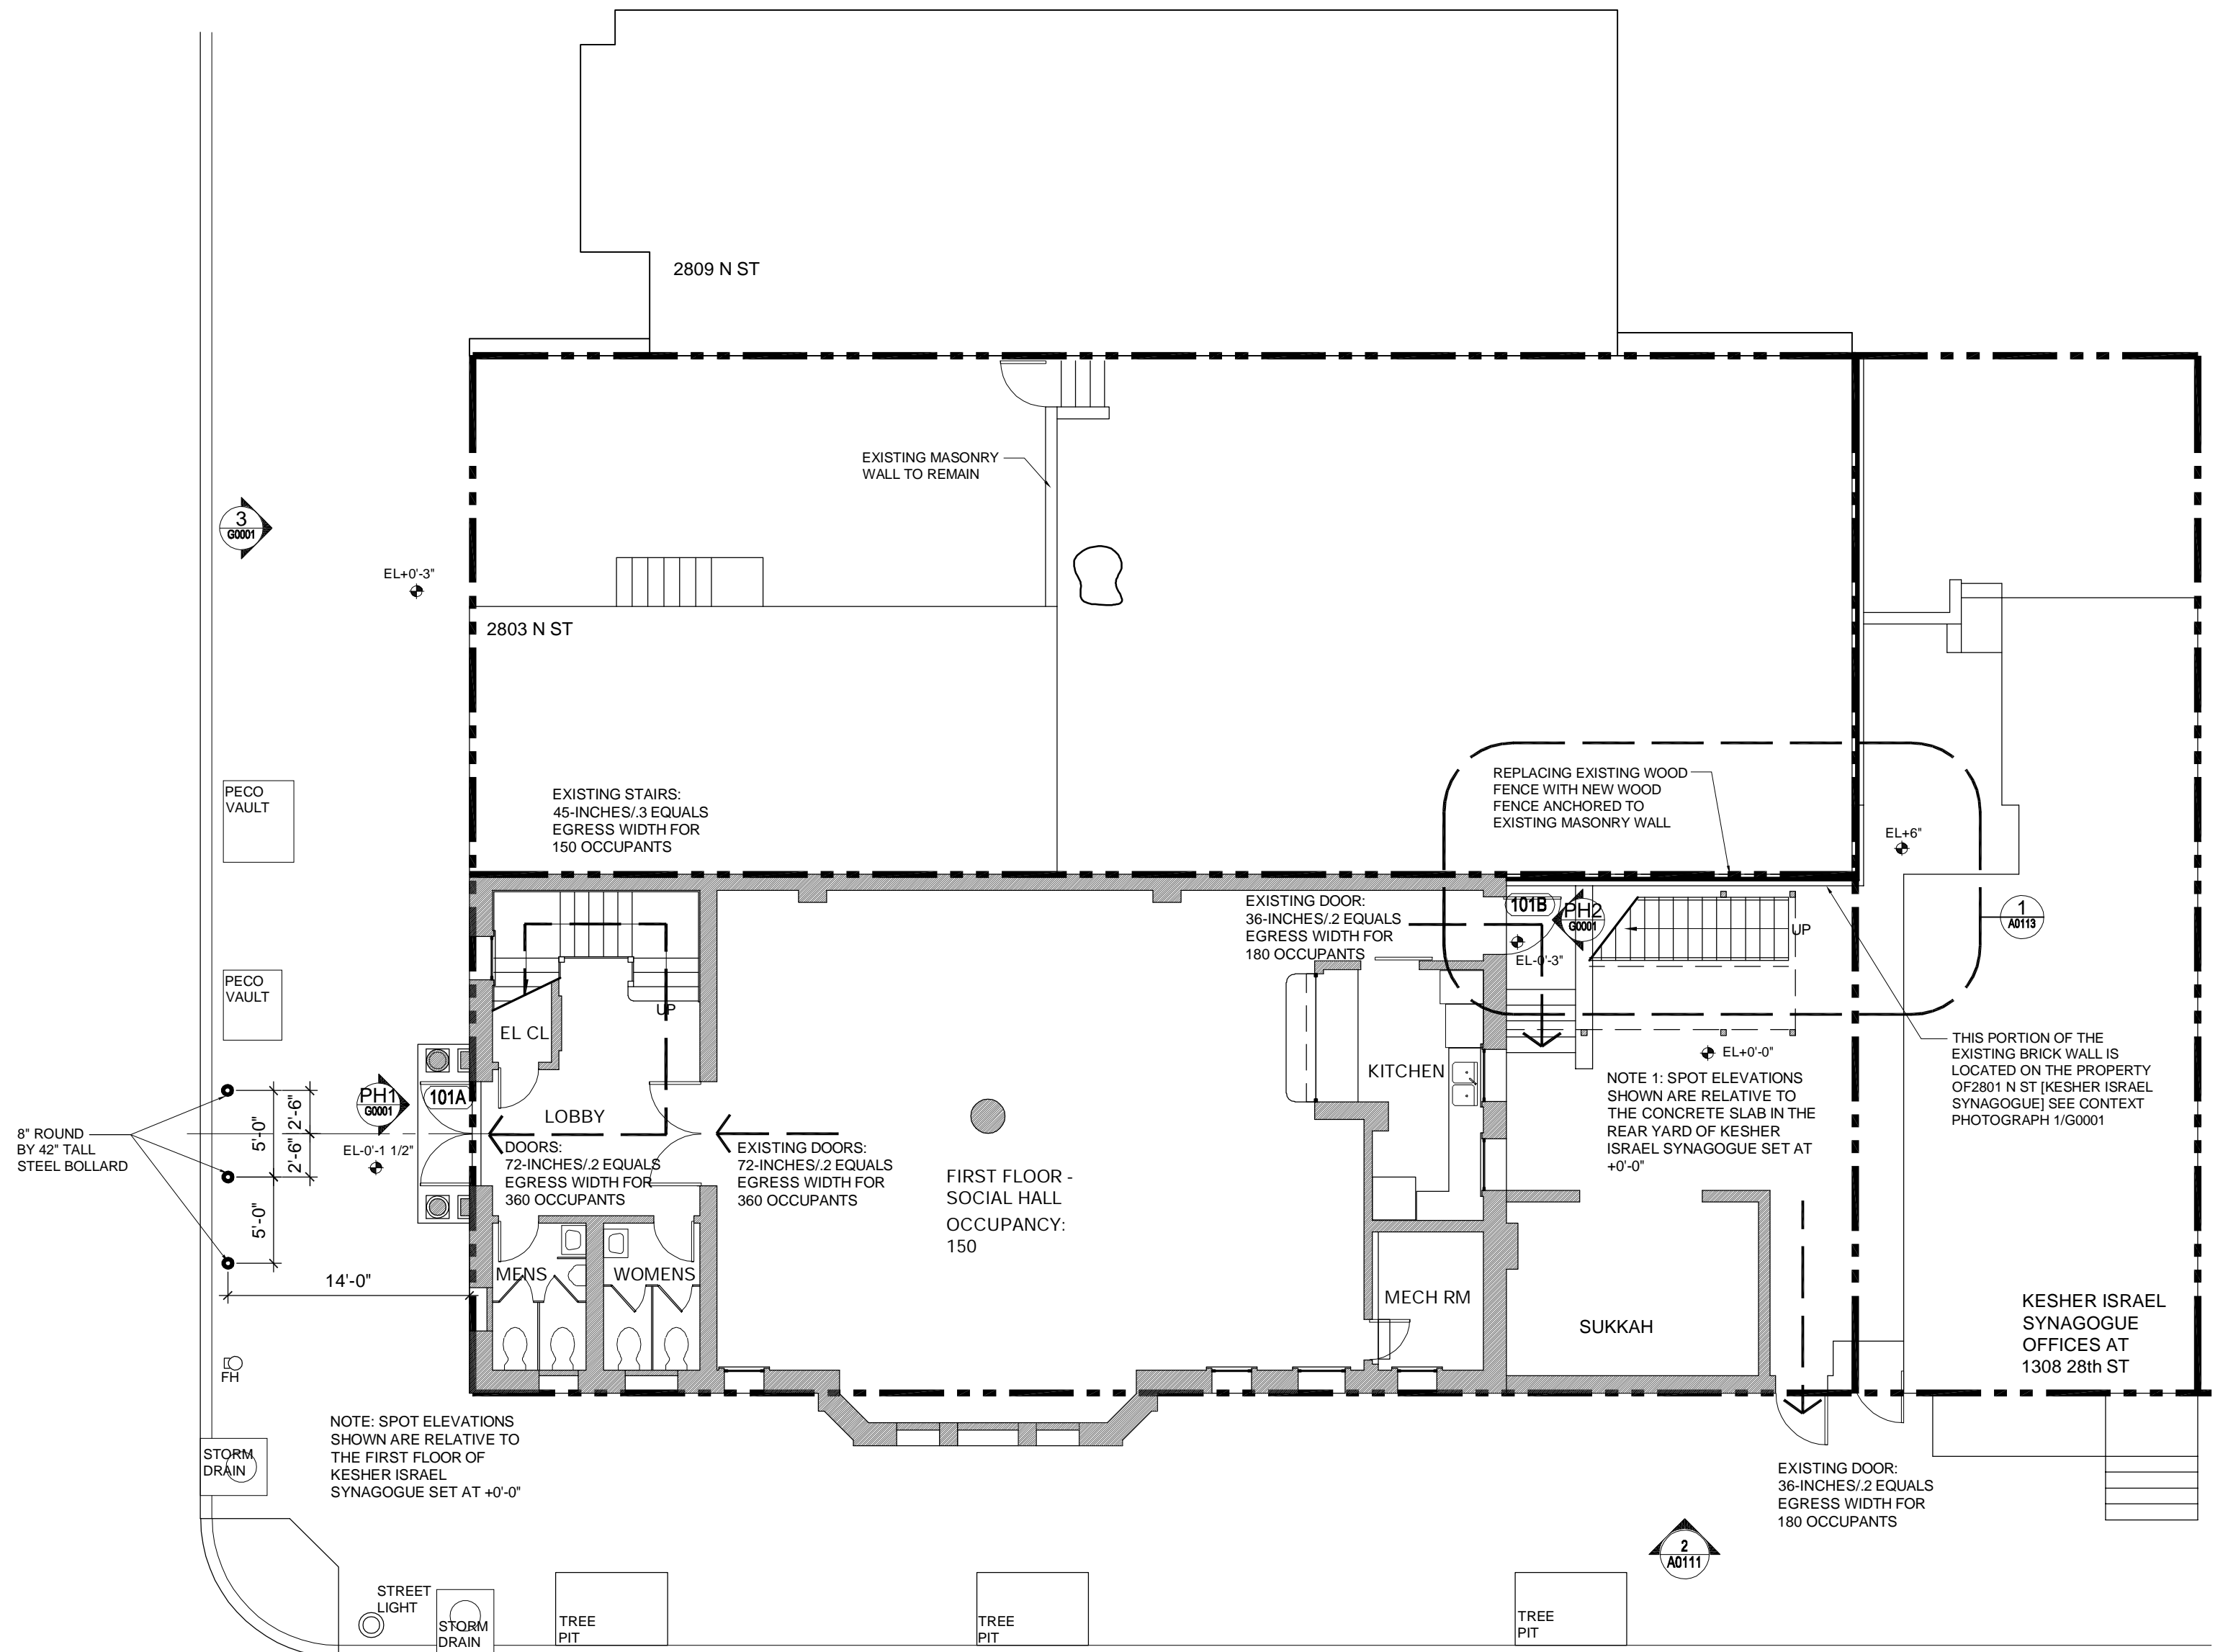 2809 N ST
EXISTING MASONRY
WALL TO REMAIN
3
G0001
EL+0'-3"
2803 N ST
PECO
VAULT
EXISTING STAIRS:
45-INCHES/.3 EQUALS
EGRESS WIDTH FOR
150 OCCUPANTS
REPLACING EXISTING WOOD
FENCE WITH NEW WOOD
FENCE ANCHORED TO
EXISTING MASONRY WALL
EL+6"
EXISTING DOOR:
36-INCHES/.2 EQUALS
EGRESS WIDTH FOR
180 OCCUPANTS
101B
PH2
G0001
EL-0'-3"
UP
1
A0113
PECO
VAULT
UP
EL CL
KITCHEN
EL+0'-0"
THIS PORTION OF THE
EXISTING BRICK WALL IS
LOCATED ON THE PROPERTY
OF2801 N ST [KESHER ISRAEL
SYNAGOGUE] SEE CONTEXT
PHOTOGRAPH 1/G0001
NOTE 1: SPOT ELEVATIONS
SHOWN ARE RELATIVE TO
THE CONCRETE SLAB IN THE
REAR YARD OF KESHER
ISRAEL SYNAGOGUE SET AT
+0'-0"
8" ROUND
BY 42" TALL
STEEL BOLLARD
5'-0"
2'-6"
2'-6"
5'-0"
14'-0"
PH1
G0001
101A
EL-0'-1 1/2"
LOBBY
DOORS:
72-INCHES/.2 EQUALS
EGRESS WIDTH FOR
360 OCCUPANTS
EXISTING DOORS:
72-INCHES/.2 EQUALS
EGRESS WIDTH FOR
360 OCCUPANTS
FIRST FLOOR -
SOCIAL HALL
OCCUPANCY:
150
MENS
WOMENS
MECH RM
SUKKAH
KESHER ISRAEL
SYNAGOGUE
OFFICES AT
1308 28th ST
FH
NOTE: SPOT ELEVATIONS
SHOWN ARE RELATIVE TO
THE FIRST FLOOR OF
KESHER ISRAEL
SYNAGOGUE SET AT +0'-0"
STORM
DRAIN
EXISTING DOOR:
36-INCHES/.2 EQUALS
EGRESS WIDTH FOR
180 OCCUPANTS
2
A0111
STREET
LIGHT
STORM
DRAIN
TREE
PIT
TREE
PIT
TREE
PIT